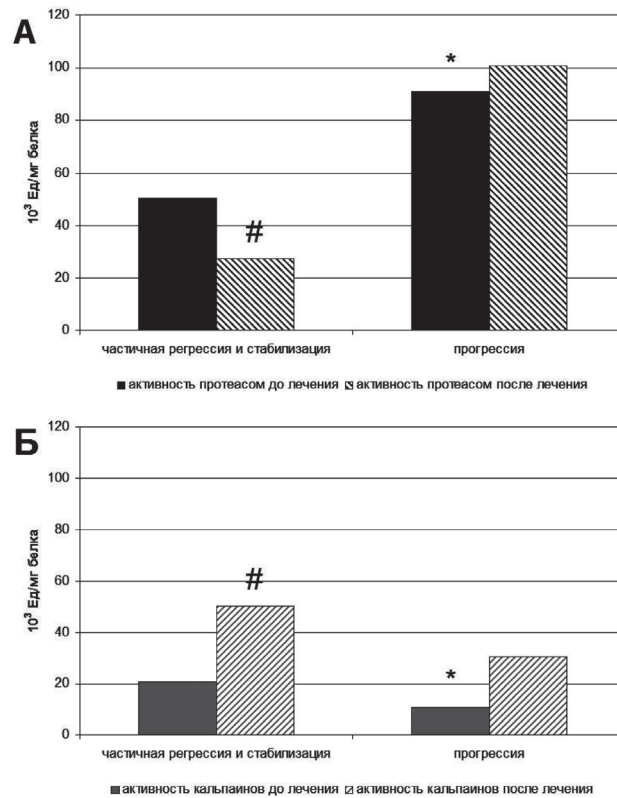 А
120
100
80
60
40
20
0
10³ Ед/мг белка
#
*
частичная регрессия и стабилизация
прогрессия
активность протеасом до лечения
активность протеасом после лечения
Б
120
100
80
60
40
20
0
10³ Ед/мг белка
#
*
частичная регрессия и стабилизация
прогрессия
активность кальпаинов до лечения
активность кальпаинов после лечения